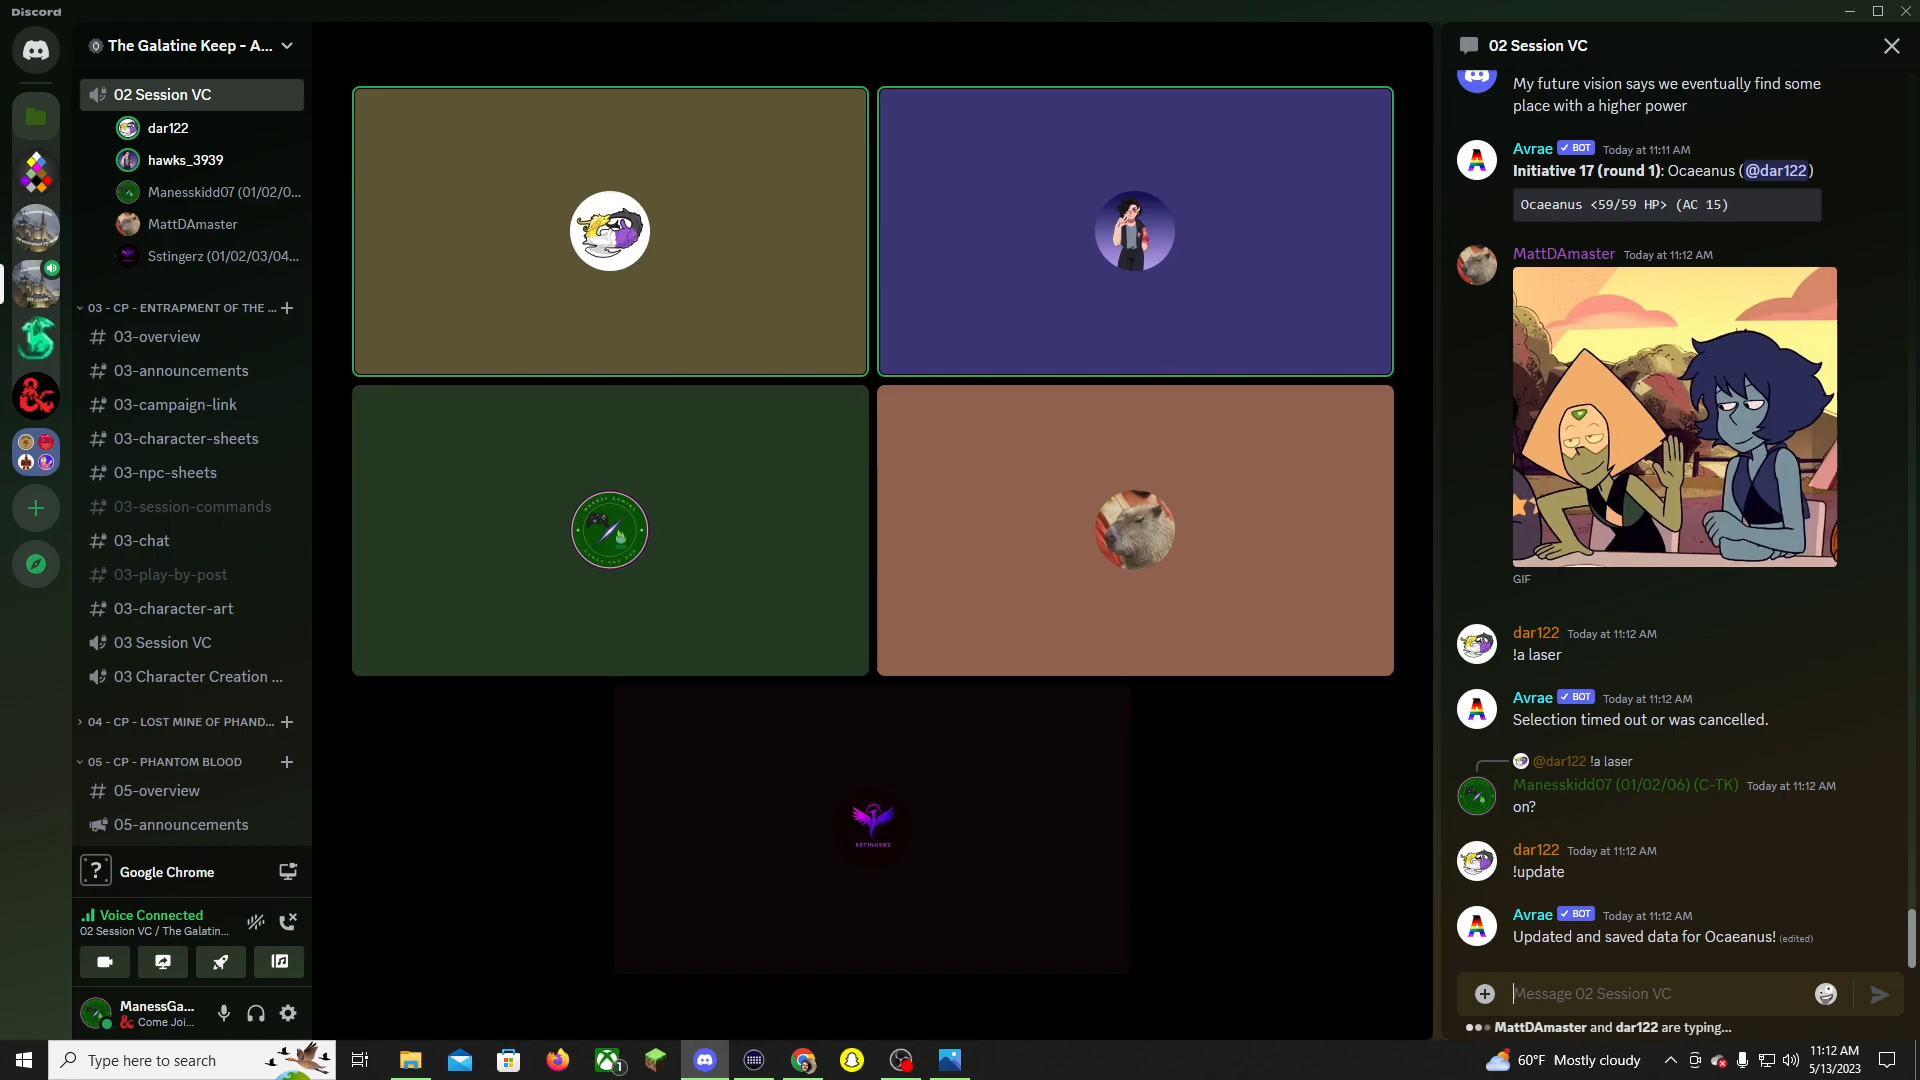 Discord
The Galatine Keep - A...
02 Session VC
dar122
hawks_3939
Manesskidd07 (01/02/0...
MattDAmaster
Sstingerz (01/02/03/04...
03 - CP - ENTRAPMENT OF THE ...
03-overview
03-announcements
03-campaign-link
03-character-sheets
03-npc-sheets
03-session-commands
03-chat
03-play-by-post
03-character-art
03 Session VC
03 Character Creation ...
04 - CP - LOST MINE OF PHAND...
05 - CP - PHANTOM BLOOD
05-overview
05-announcements
Google Chrome
Voice Connected
02 Session VC / The Galatin...
ManessGa...
Come Joi...
SSTINGERZ
02 Session VC
My future vision says we eventually find some
place with a higher power
Avrae BOT Today at 11:11 AM
Initiative 17 (round 1): Ocaeanus (@dar122)
Ocaeanus <59/59 HP> (AC 15)
MattDAmaster Today at 11:12 AM
GIF
dar122 Today at 11:12 AM
!a laser
Avrae BOT Today at 11:12 AM
Selection timed out or was cancelled.
@dar122 !a laser
Manesskidd07 (01/02/06) (C-TK) Today at 11:12 AM
on?
dar122 Today at 11:12 AM
!update
Avrae BOT Today at 11:12 AM
Updated and saved data for Ocaeanus! (edited)
Message 02 Session VC
MattDAmaster and dar122 are typing...
Type here to search
1
60°F Mostly cloudy
11:12 AM
5/13/2023